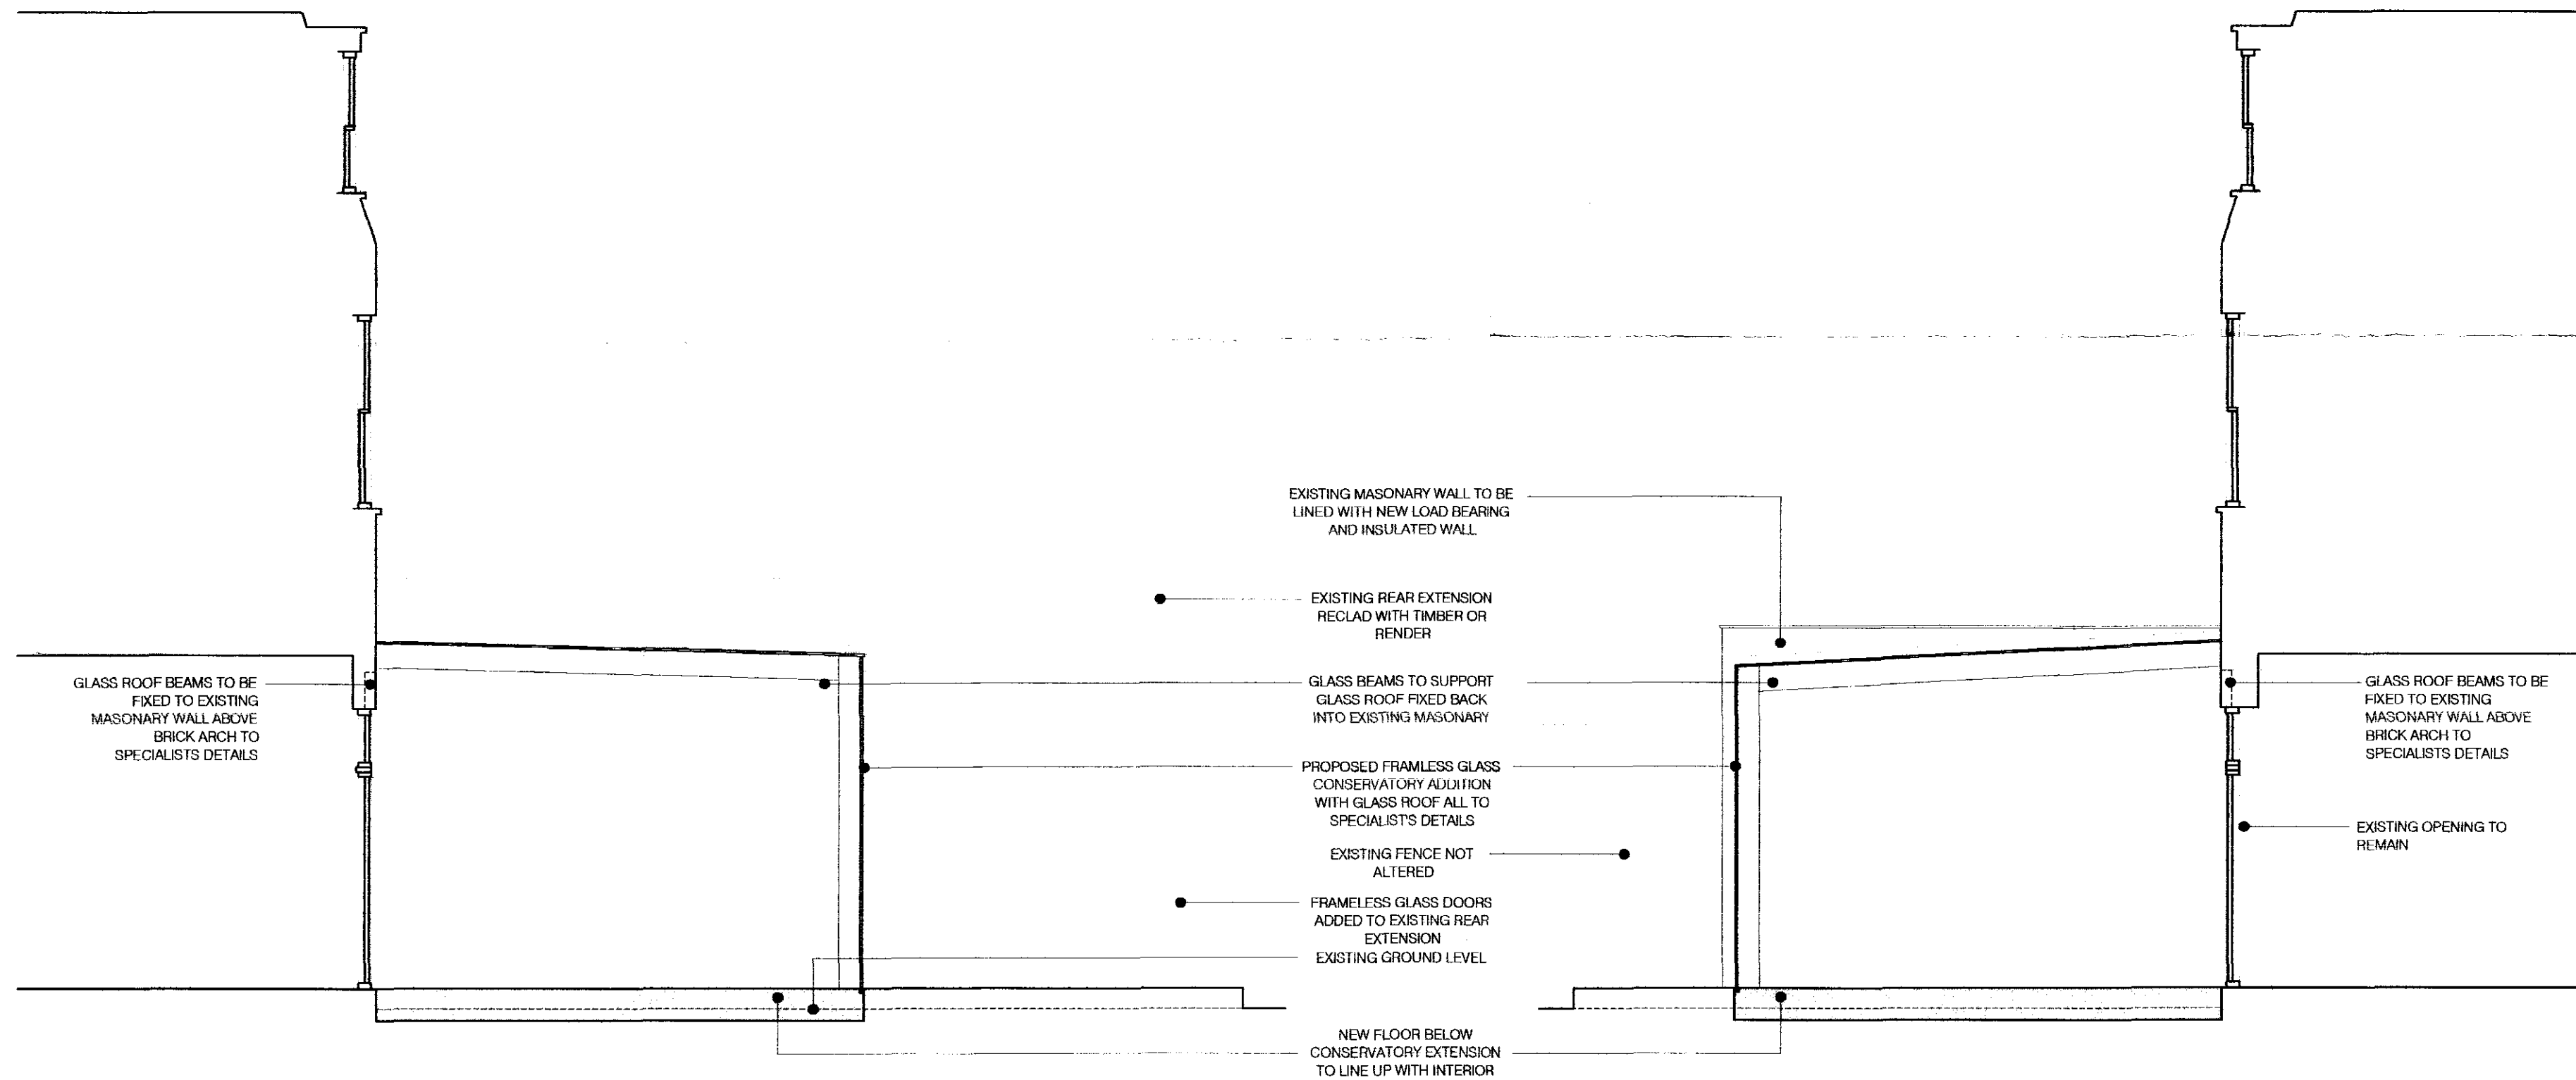 EXISTING MASONARY WALL TO BE
LINED WITH NEW LOAD BEARING
AND INSULATED WALL
EXISTING REAR EXTENSION
RECLAD WITH TIMBER OR
RENDER
GLASS ROOF BEAMS TO BE
FIXED TO EXISTING
MASONARY WALL ABOVE
BRICK ARCH TO
SPECIALISTS DETAILS
GLASS BEAMS TO SUPPORT
GLASS ROOF FIXED BACK
INTO EXISTING MASONARY
GLASS ROOF BEAMS TO BE
FIXED TO EXISTING
MASONARY WALL ABOVE
BRICK ARCH TO
SPECIALISTS DETAILS
PROPOSED FRAMLESS GLASS
CONSERVATORY ADDITION
WITH GLASS ROOF ALL TO
SPECIALIST'S DETAILS
EXISTING OPENING TO
REMAIN
EXISTING FENCE NOT
ALTERED
FRAMELESS GLASS DOORS
ADDED TO EXISTING REAR
EXTENSION
EXISTING GROUND LEVEL
NEW FLOOR BELOW
CONSERVATORY EXTENSION
TO LINE UP WITH INTERIOR